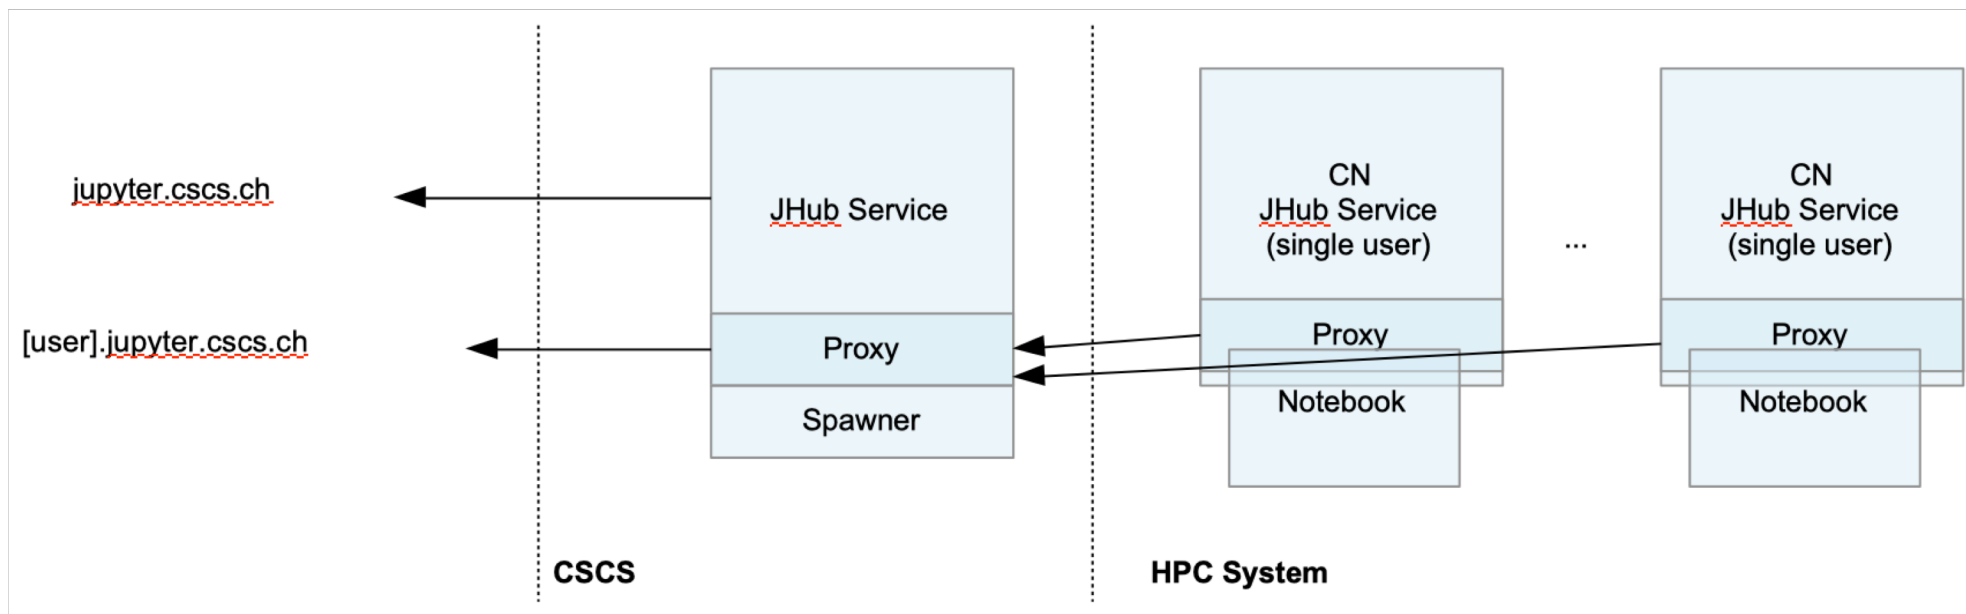 jupyter.cscs.ch
[user].jupyter.cscs.ch
JHub Service
Proxy
Spawner
CSCS
CN
JHub Service
(single user)
Proxy
Notebook
...
CN
JHub Service
(single user)
Proxy
Notebook
HPC System